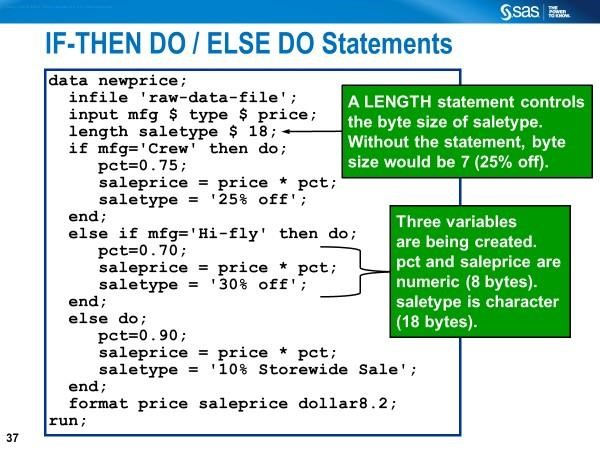 sas
THE
POWER
TO KNOW.
IF-THEN DO / ELSE DO Statements
data newprice;
infile 'raw-data-file';
input mfg $ type $ price;
length saletype $ 18;
if mfg='Crew' then do;
pct=0.75;
saleprice = price * pct;
saletype = '25% off';
end;
else if mfg='Hi-fly' then do;
pct=0.70;
saleprice = price * pct;
saletype = '30% off';
end;
else do;
pct=0.90;
saleprice = price * pct;
saletype = '10% Storewide Sale';
end;
format price saleprice dollar8.2;
run;
A LENGTH statement controls
the byte size of saletype.
Without the statement, byte
size would be 7 (25% off).
Three variables
are being created.
pct and saleprice are
numeric (8 bytes).
saletype is character
(18 bytes).
37